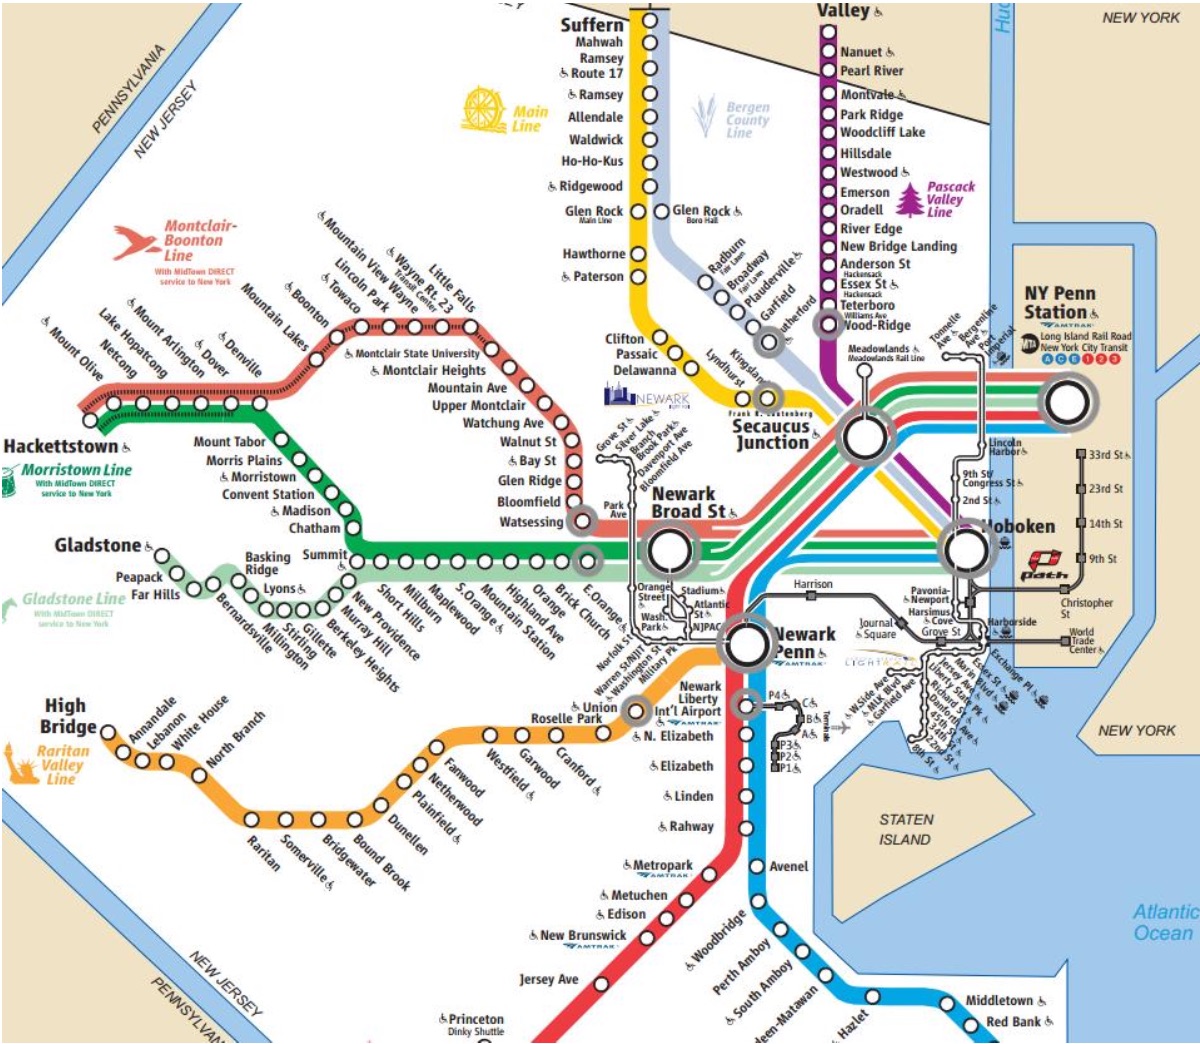 Suffern
Mahwah
Ramsey
Route 17
Ramsey
Allendale
Waldwick
Ho-Ho-Kus
Ridgewood
Glen Rock
Main Line
Hawthorne
Paterson
Clifton
Passaic
Delawanna
Lyndhurst
Kingsland
Main
Line
Bergen
County
Line
Glen Rock
Boro Hall
Radburn
Fair Lawn
Broadway
Fair Lawn
Plauderville
Garfield
Valley
Nanuet
Pearl River
Montvale
Park Ridge
Woodcliff Lake
Hillsdale
Westwood
Emerson
Oradell
River Edge
New Bridge Landing
Anderson St
Hackensack
Essex St
Hackensack
Teterboro
Williams Ave
Wood-Ridge
Pascack
Valley
Line
NEW YORK
PENNSYLVANIA
NEW JERSEY
Montclair-
Boonton
Line
With MidTown DIRECT
service to New York
Mount Olive
Netcong
Lake Hopatcong
Mount Arlington
Dover
Denville
Mountain Lakes
Boonton
Towaco
Lincoln Park
Mountain View Wayne
Wayne Rt. 23
Transit Center
Little Falls
Montclair State University
Montclair Heights
Mountain Ave
Upper Montclair
Watchung Ave
Walnut St
Bay St
Glen Ridge
Bloomfield
Watsessing
Hackettstown
Morristown Line
With MidTown DIRECT
service to New York
Mount Tabor
Morris Plains
Morristown
Convent Station
Madison
Chatham
Summit
Short Hills
Millburn
Maplewood
S.Orange
Mountain Station
Highland Ave
Orange
Brick Church
E.Orange
Gladstone
Peapack
Far Hills
Bernardsville
Basking
Ridge
Lyons
Millington
Stirling
Gillette
Berkeley Heights
Murray Hill
New Providence
Gladstone Line
With MidTown DIRECT
service to New York
NEWARK
Grove St
Silver Lake
Branch
Brook Park
Davenport Ave
Bloomfield Ave
Park
Ave
Newark
Broad St
Orange
Street
Wash.
Park
Stadium
Atlantic
St
NJPAC
Norfolk St
Warren St/NJIT
Washington St
Military Pk
Frank R. Lautenberg
Secaucus
Junction
Meadowlands
Meadowlands Rail Line
Tonnelle
Ave
Bergenline
Ave
Port
Imperial
Lincoln
Harbor
9th St/
Congress St
2nd St
Hoboken
NY Penn
Station
AMTRAK
Long Island Rail Road
New York City Transit
MTA
A C E 1 2 3
33rd St
23rd St
14th St
9th St
path
Christopher
ST
World
Trade
Center
Harrison
Journal
Square
Grove St
Pavonia-
Newport
Harsimus
Cove
Harborside
Exchange Pl
Essex St
LIGHT RAIL
W.Side Ave
MLK Blvd
Garfield Ave
Jersey Ave
Liberty State Pk
Richard St
Danforth Ave
45th St
34th St
22nd St
8th St
Newark
Penn
AMTRAK
Newark
Liberty
Int'l Airport
AMTRAK
P4
C
B
A
Terminals
P3
P2
P1
N. Elizabeth
Elizabeth
Linden
Rahway
Metropark
AMTRAK
Metuchen
Edison
New Brunswick
AMTRAK
Jersey Ave
Princeton
Dinky Shuttle
High
Bridge
Raritan
Valley
Line
Annandale
Lebanon
White House
North Branch
Raritan
Somerville
Bridgewater
Bound Brook
Dunellen
Plainfield
Netherwood
Fanwood
Westfield
Garwood
Cranford
Roselle Park
Union
Avenel
Woodbridge
Perth Amboy
South Amboy
Hazlet
Middletown
Red Bank
STATEN
ISLAND
NEW YORK
Atlantic
Ocean
NEW JERSEY